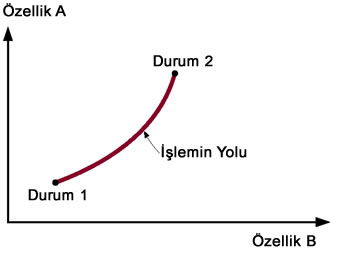 Özellik A
Durum 2
İşlemin Yolu
Durum 1
Özellik B